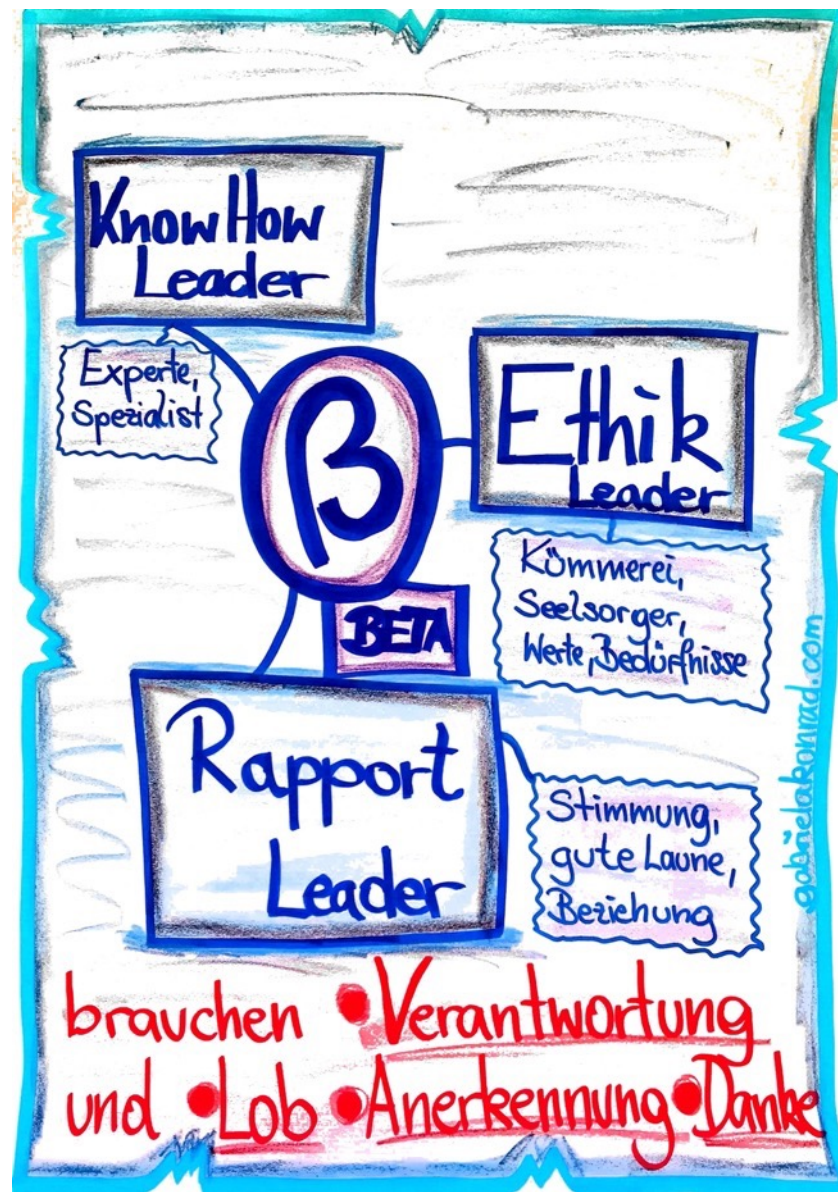 KnowHow
Leader
Experte,
Spezialist
β
BETA
Ethik
Leader
Kümmerei,
Seelsorger,
Werte, Bedürfnisse
Rapport
Leader
Stimmung,
gute Laune,
Beziehung
brauchen • Verantwortung
und • Lob • Anerkennung • Danke
gabrielakonrad.com